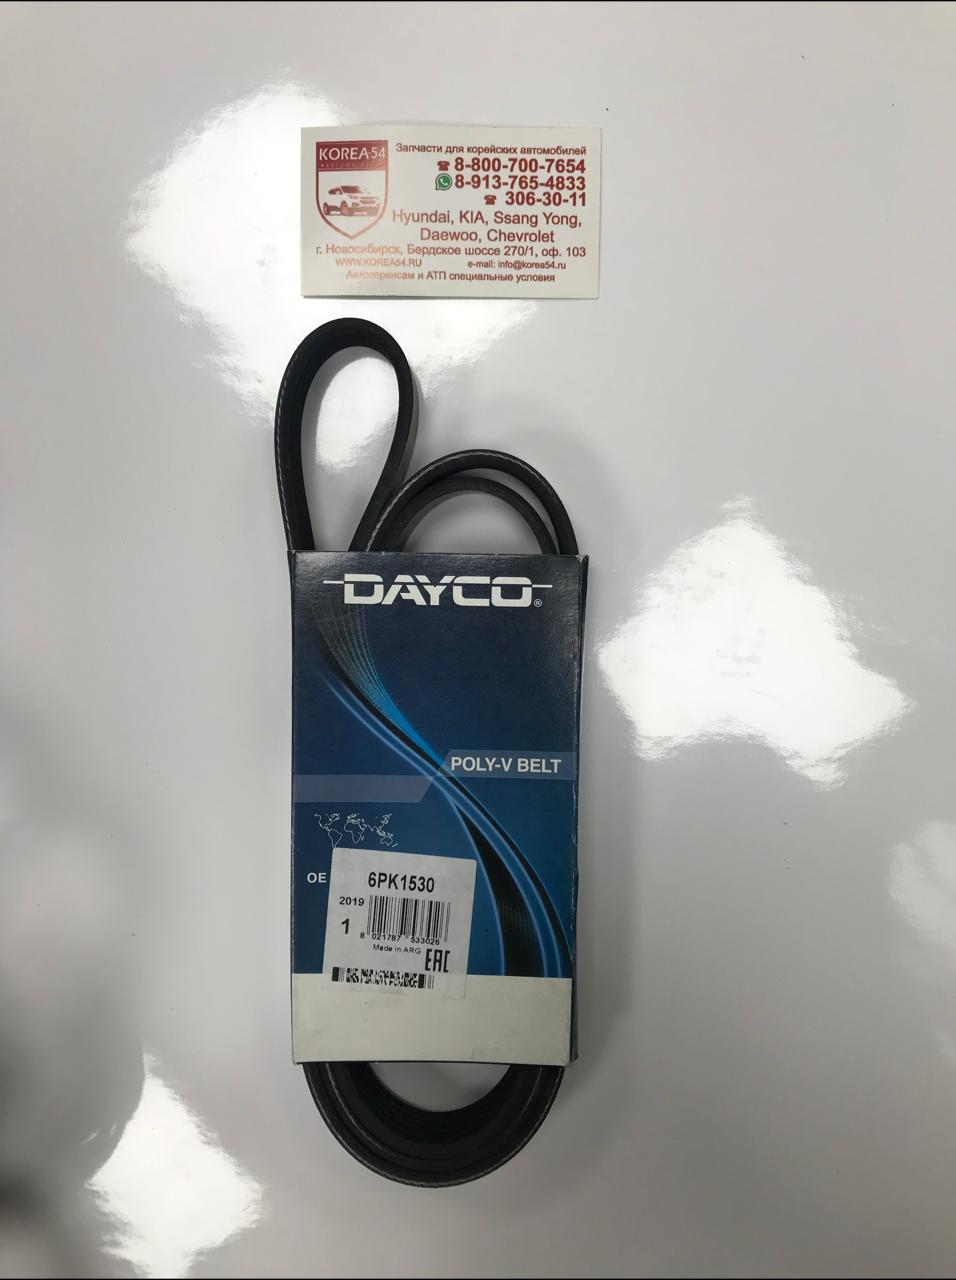 KOREA·54
•АВТОМАГАЗИН•
Запчасти для корейских автомобилей
8-800-700-7654
8-913-765-4833
306-30-11
Hyundai, KIA, Ssang Yong,
Daewoo, Chevrolet
г. Новосибирск, Бердское шоссе 270/1, оф. 103
WWW.KOREA54.RU e-mail: info@korea54.ru
Автосервисам и АТП специальные условия
DAYCO®
POLY-V BELT
OE
6PK1530
2019
1
8 021787 533026
Made in ARG
EAC